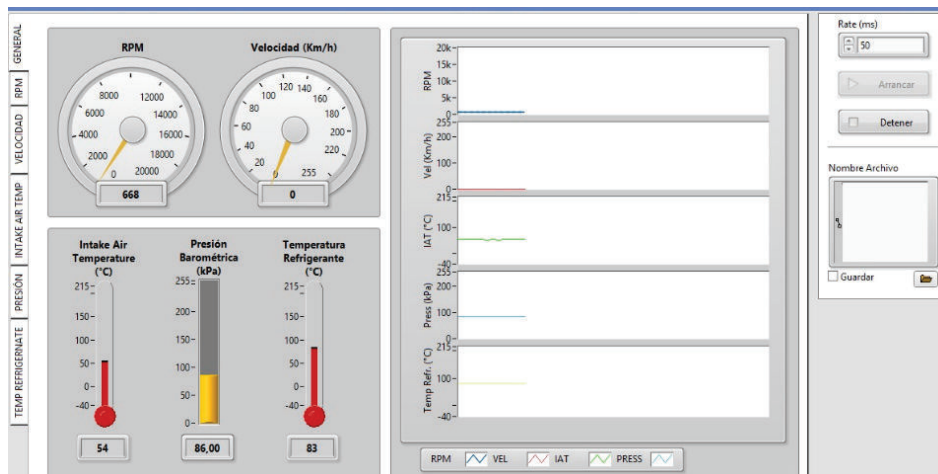 GENERAL
RPM
VELOCIDAD
INTAKE AIR TEMP
PRESIÓN
TEMP REFRIGERNATE
RPM
0
2000
4000
6000
8000
12000
14000
16000
18000
20000
668
Velocidad (Km/h)
0
20
40
60
80
100
120
140
160
180
200
220
255
0
Intake Air
Temperature
(°C)
215
150
100
50
0
-40
54
Presión
Barométrica
(kPa)
255
200
150
100
50
0
86,00
Temperatura
Refrigerante
(°C)
215
150
100
50
0
-40
83
RPM
20k
15k
10k
5k
0
Vel (Km/h)
255
200
100
0
IAT (°C)
215
100
-40
Press (kPa)
255
200
100
0
Temp Refr. (°C)
215
100
-40
RPM VEL IAT PRESS
Rate (ms)
50
Arrancar
Detener
Nombre Archivo
Guardar